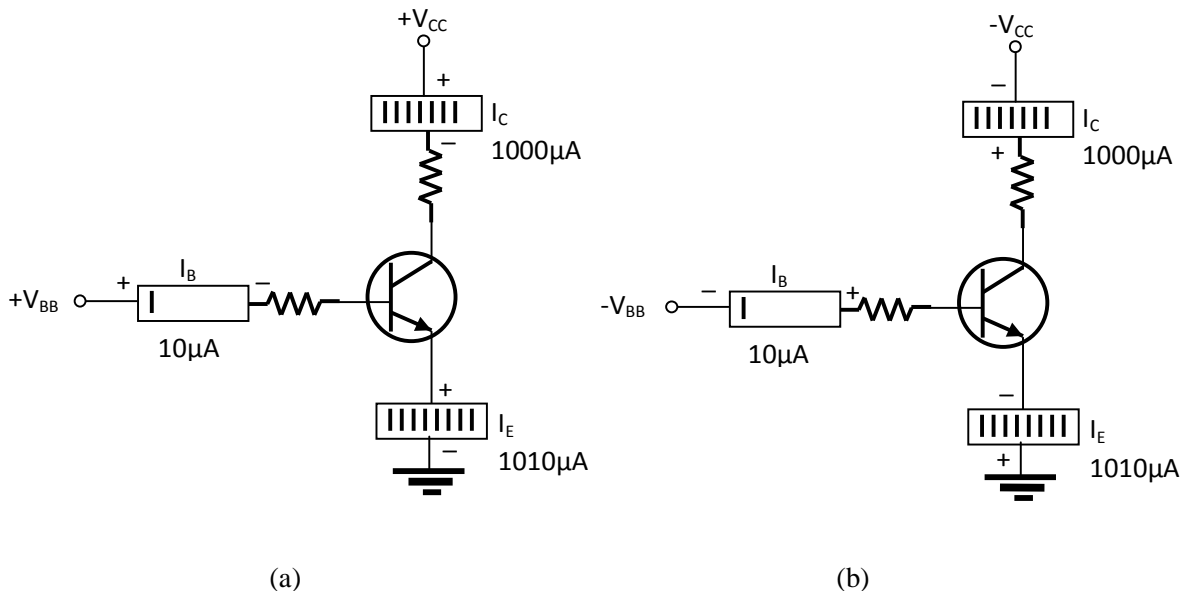 +V_CC
+
I_C
−
1000µA
+
I_B
−
+V_BB
10µA
+
I_E
−
1010µA
(a)
-V_CC
−
I_C
+
1000µA
−
I_B
+
-V_BB
10µA
−
I_E
+
1010µA
(b)